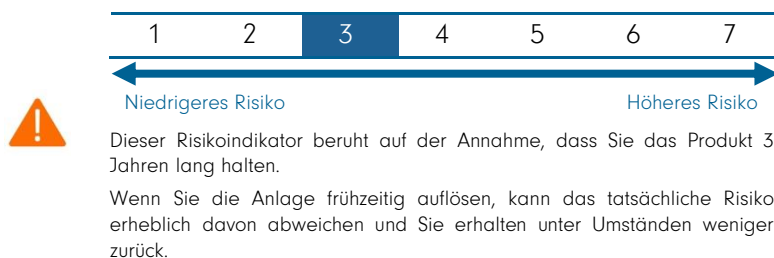 1 2 3 4 5 6 7
Niedrigeres Risiko Höheres Risiko
Dieser Risikoindikator beruht auf der Annahme, dass Sie das Produkt 3
Jahren lang halten.
Wenn Sie die Anlage frühzeitig auflösen, kann das tatsächliche Risiko
erheblich davon abweichen und Sie erhalten unter Umständen weniger
zurück.